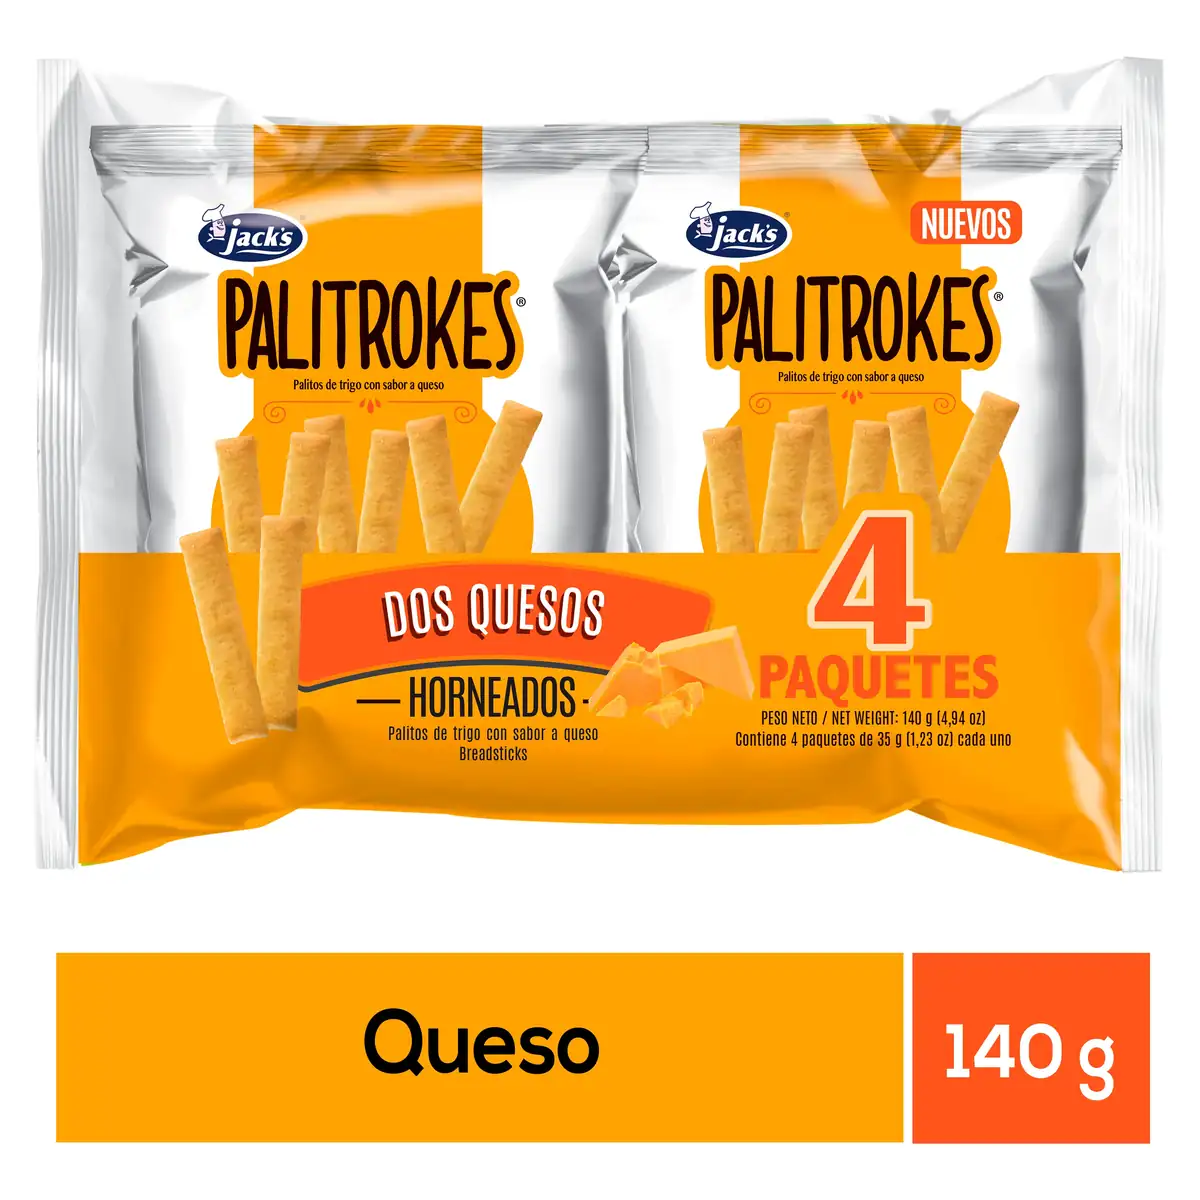 jack's
PALITROKES®
Palitos de trigo con sabor a queso
jack's®
NUEVOS
PALITROKES®
Palitos de trigo con sabor a queso
DOS QUESOS
HORNEADOS
Palitos de trigo con sabor a queso
Breadsticks
4
PAQUETES
PESO NETO / NET WEIGHT: 140 g (4,94 oz)
Contiene 4 paquetes de 35 g (1,23 oz) cada uno
Queso
140 g